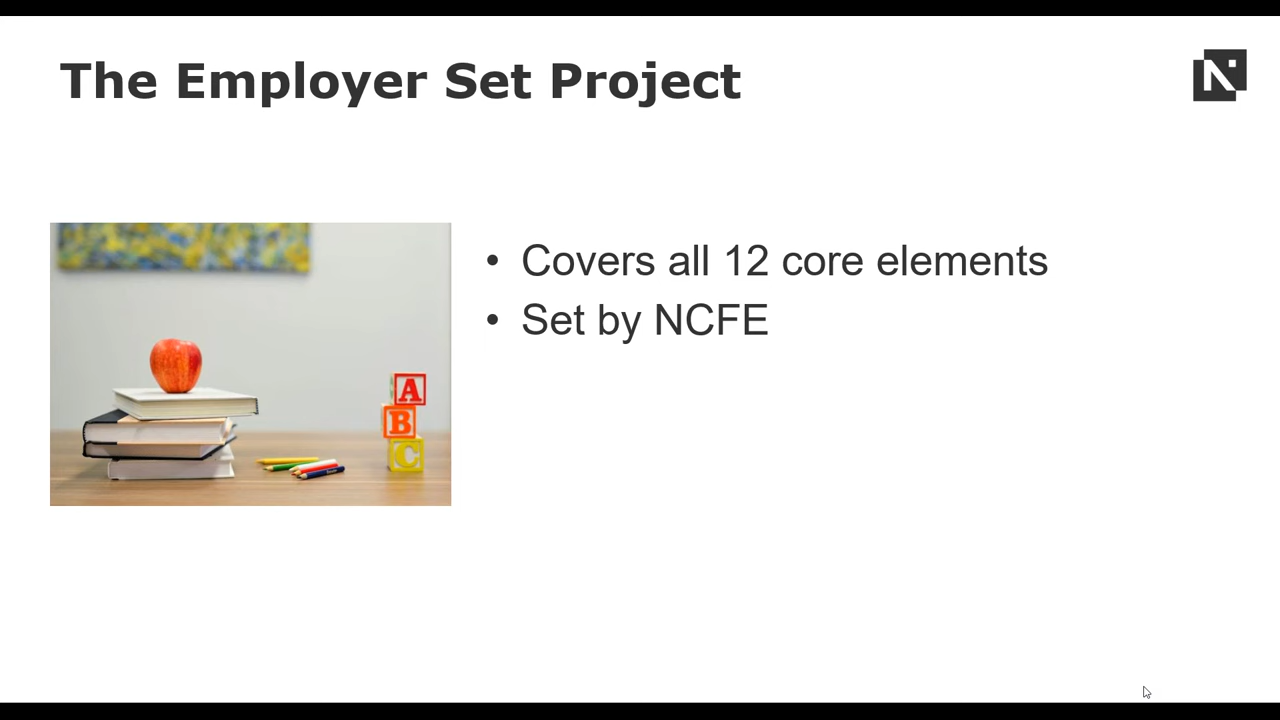 The Employer Set Project
N
• Covers all 12 core elements
• Set by NCFE
A
B
C